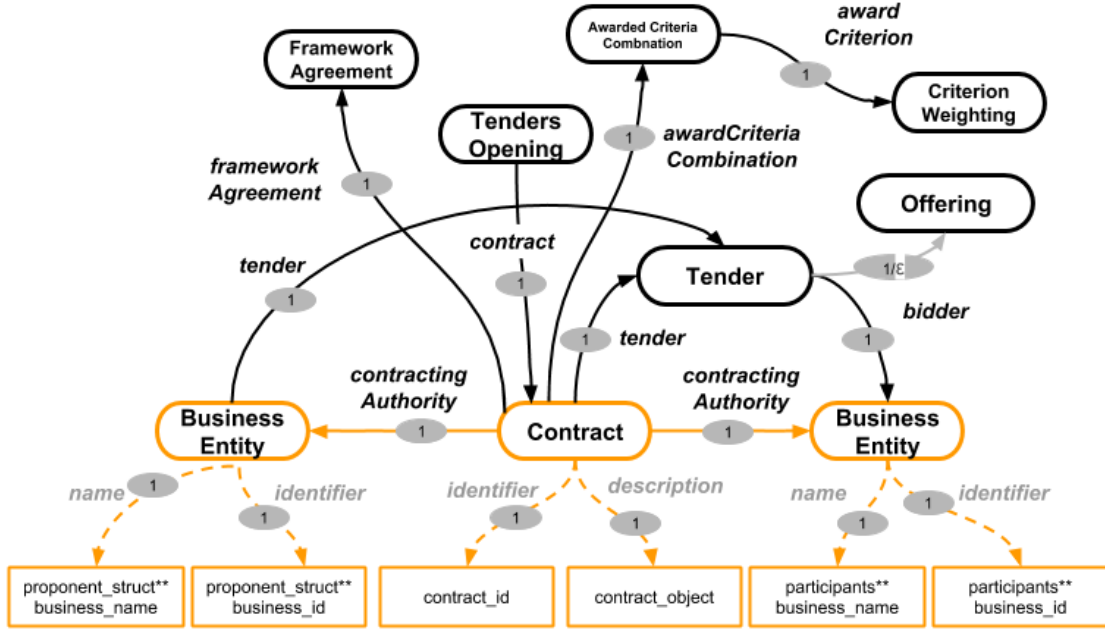 award
Criterion
Awarded Criteria
Combnation
Framework
Agreement
1
Criterion
Weighting
Tenders
Opening
1
awardCriteria
Combination
framework
Agreement
1
Offering
contract
tender
1/ε
Tender
1
1
bidder
1
tender
1
contracting
Authority
contracting
Authority
Business
Entity
1
Contract
1
Business
Entity
name
1
identifier
1
identifier
1
description
1
name
1
identifier
1
proponent_struct**
business_name
proponent_struct**
business_id
contract_id
contract_object
participants**
business_name
participants**
business_id